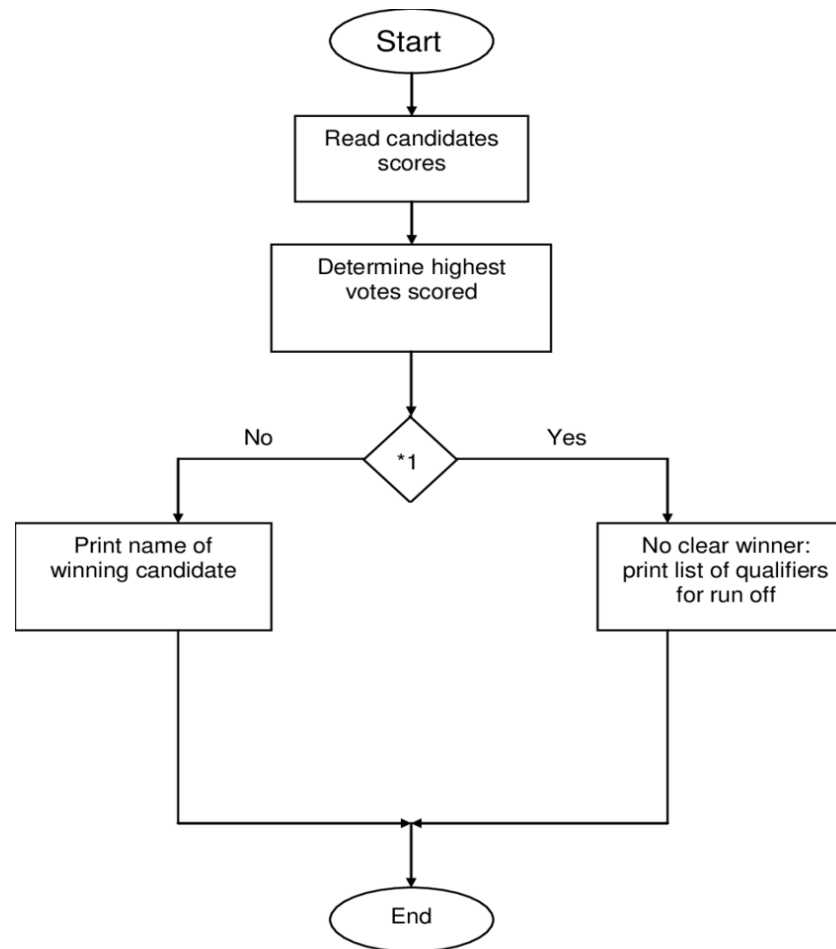 Start
Read candidates
scores
Determine highest
votes scored
No
Yes
*1
Print name of
winning candidate
No clear winner:
print list of qualifiers
for run off
End